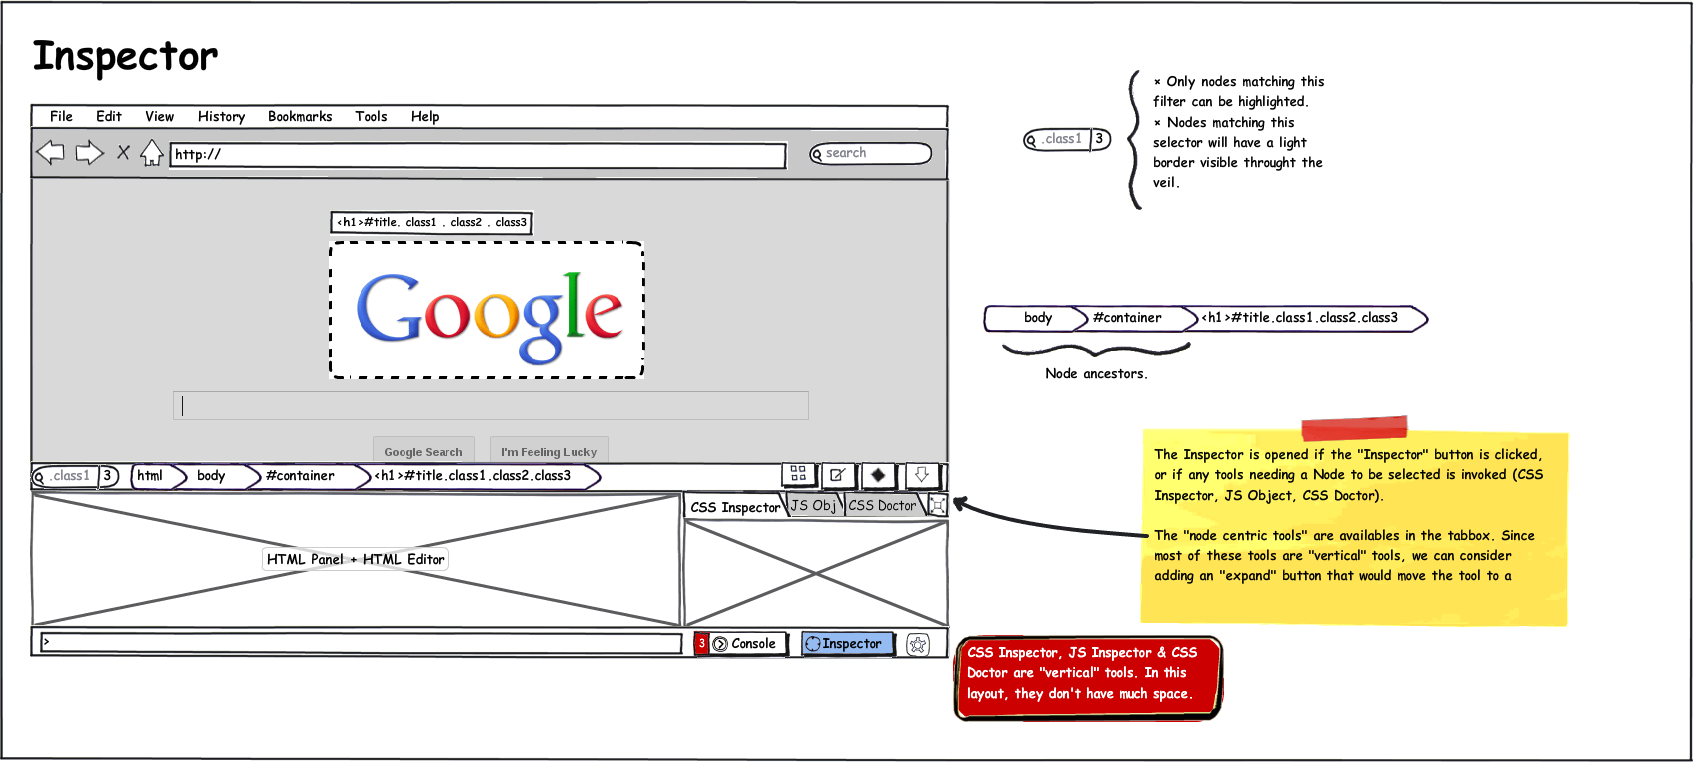 Inspector
File Edit View History Bookmarks Tools Help
X http:// search
<h1>#title. class1 . class2 . class3
Google
Google Search I'm Feeling Lucky
.class1 3 html body #container <h1>#title.class1.class2.class3
CSS Inspector JS Obj CSS Doctor
HTML Panel + HTML Editor
> 3 Console Inspector
.class1 3
× Only nodes matching this
filter can be highlighted.
× Nodes matching this
selector will have a light
border visible throught the
veil.
body #container <h1>#title.class1.class2.class3
Node ancestors.
The Inspector is opened if the "Inspector" button is clicked,
or if any tools needing a Node to be selected is invoked (CSS
Inspector, JS Object, CSS Doctor).
The "node centric tools" are availables in the tabbox. Since
most of these tools are "vertical" tools, we can consider
adding an "expand" button that would move the tool to a
CSS Inspector, JS Inspector & CSS
Doctor are "vertical" tools. In this
layout, they don't have much space.